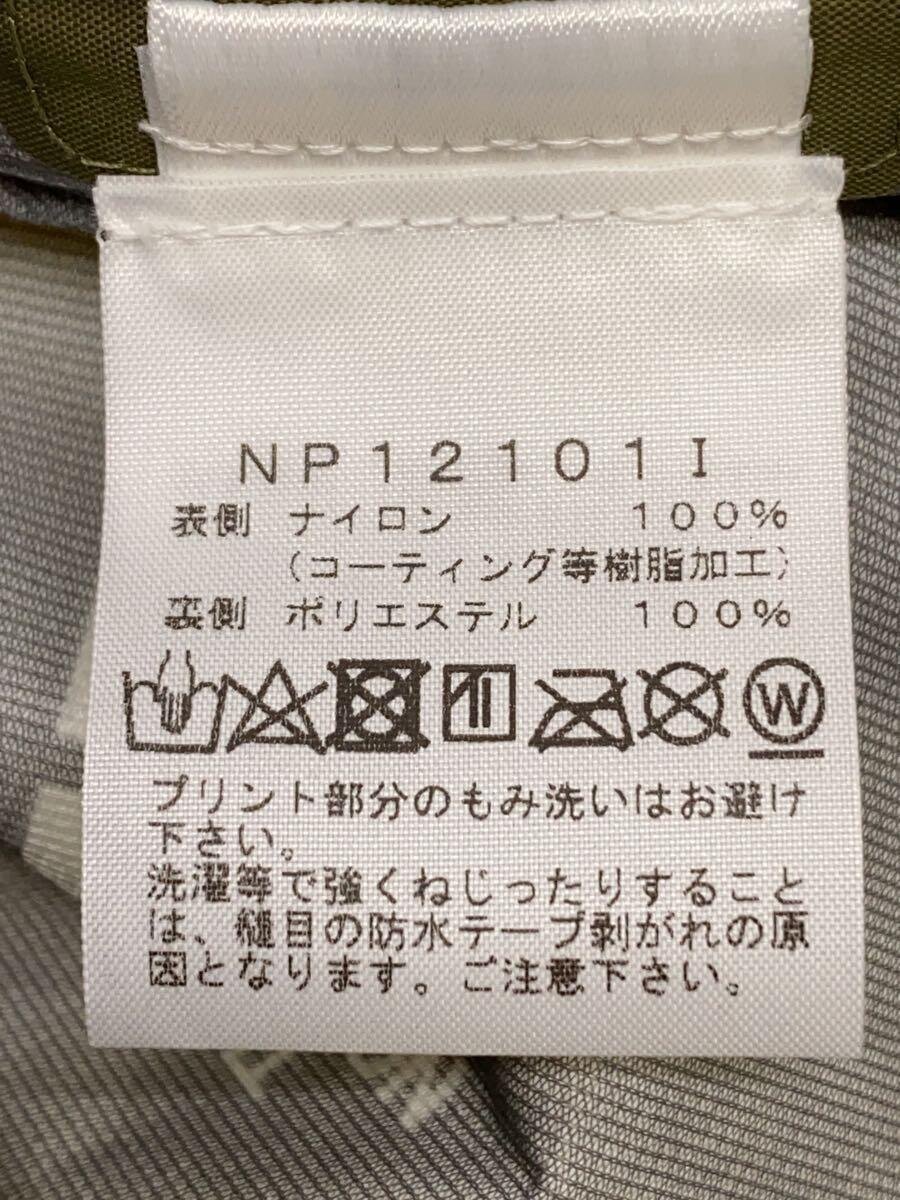 NP12101I
表側 ナイロン 100%
(コーティング等樹脂加工)
裏側 ポリエステル 100%
W
プリント部分のもみ洗いはお避け
下さい。
洗濯等で強くねじったりすること
は、縫目の防水テープ剥がれの原
因となります。ご注意下さい。